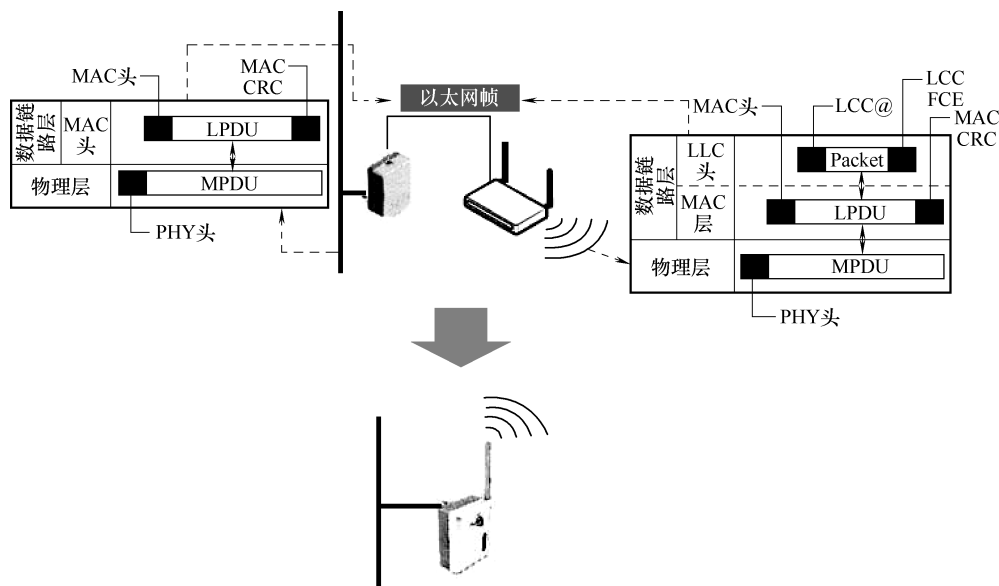 MAC头
MAC
CRC
数据链
路层
MAC
头
LPDU
物理层
MPDU
PHY头
以太网帧
MAC头
LCC@
LCC
FCE
MAC
CRC
数据链
路层
LLC
头
Packet
MAC
层
LPDU
物理层
MPDU
PHY头